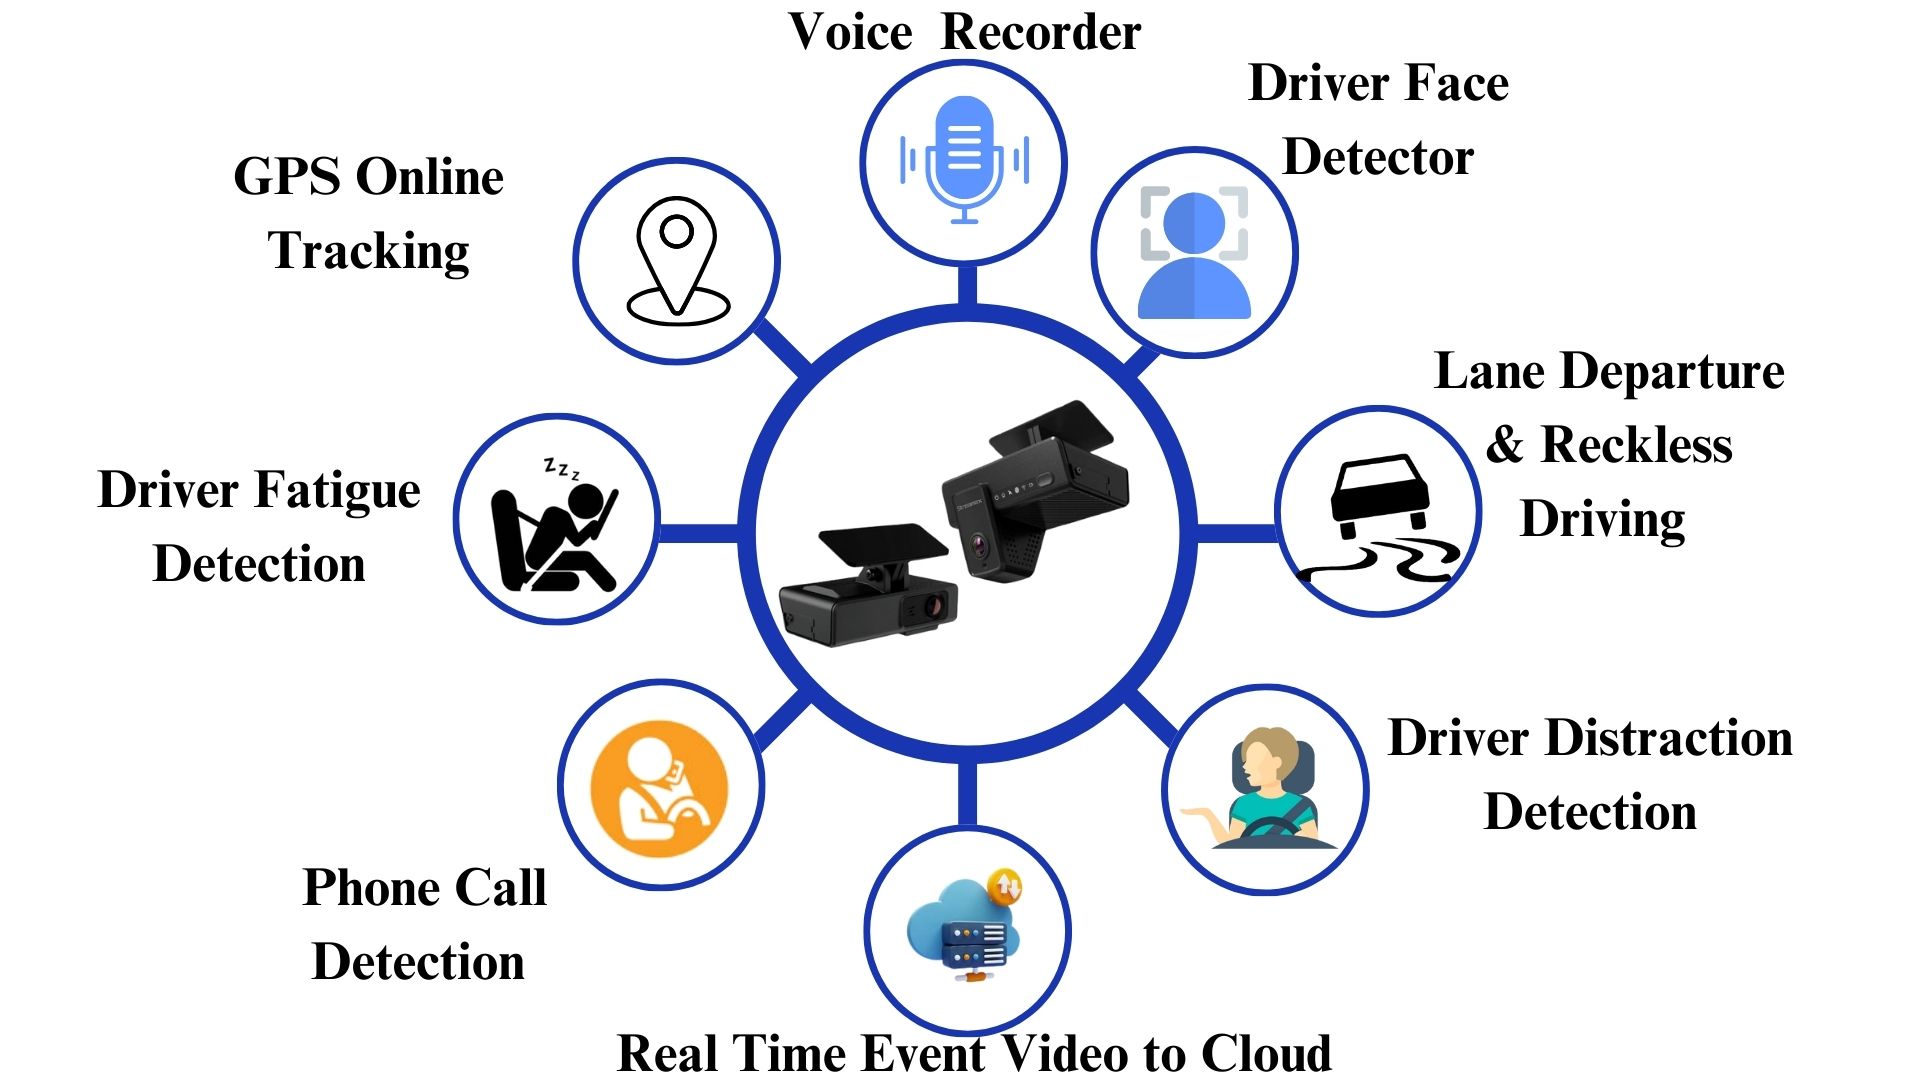 Voice Recorder
Driver Face
Detector
GPS Online
Tracking
Lane Departure
& Reckless
Driving
Driver Fatigue
Detection
zzz
Driver Distraction
Detection
Phone Call
Detection
Real Time Event Video to Cloud